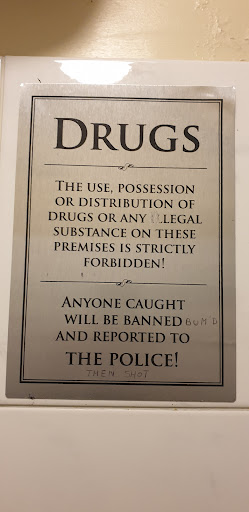 DRUGS
THE USE, POSSESSION
OR DISTRIBUTION OF
DRUGS OR ANY ILLEGAL
SUBSTANCE ON THESE
PREMISES IS STRICTLY
FORBIDDEN!
ANYONE CAUGHT
WILL BE BANNED BUM'D
AND REPORTED TO
THE POLICE!
THEN SHOT